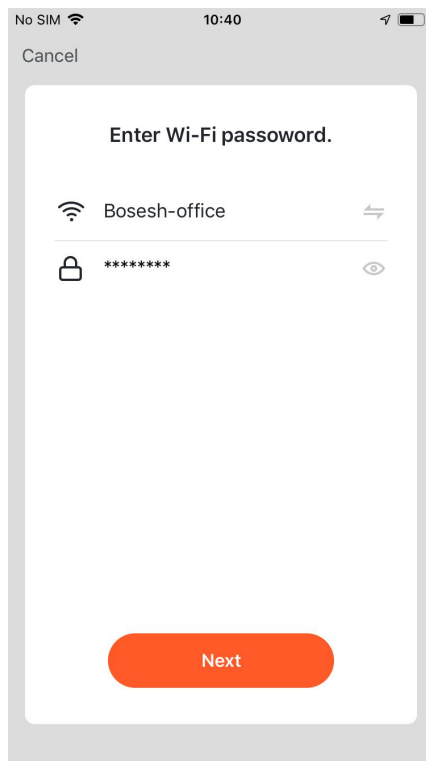 No SIM 10:40
Cancel
Enter Wi-Fi passoword.
Bosesh-office
********
Next